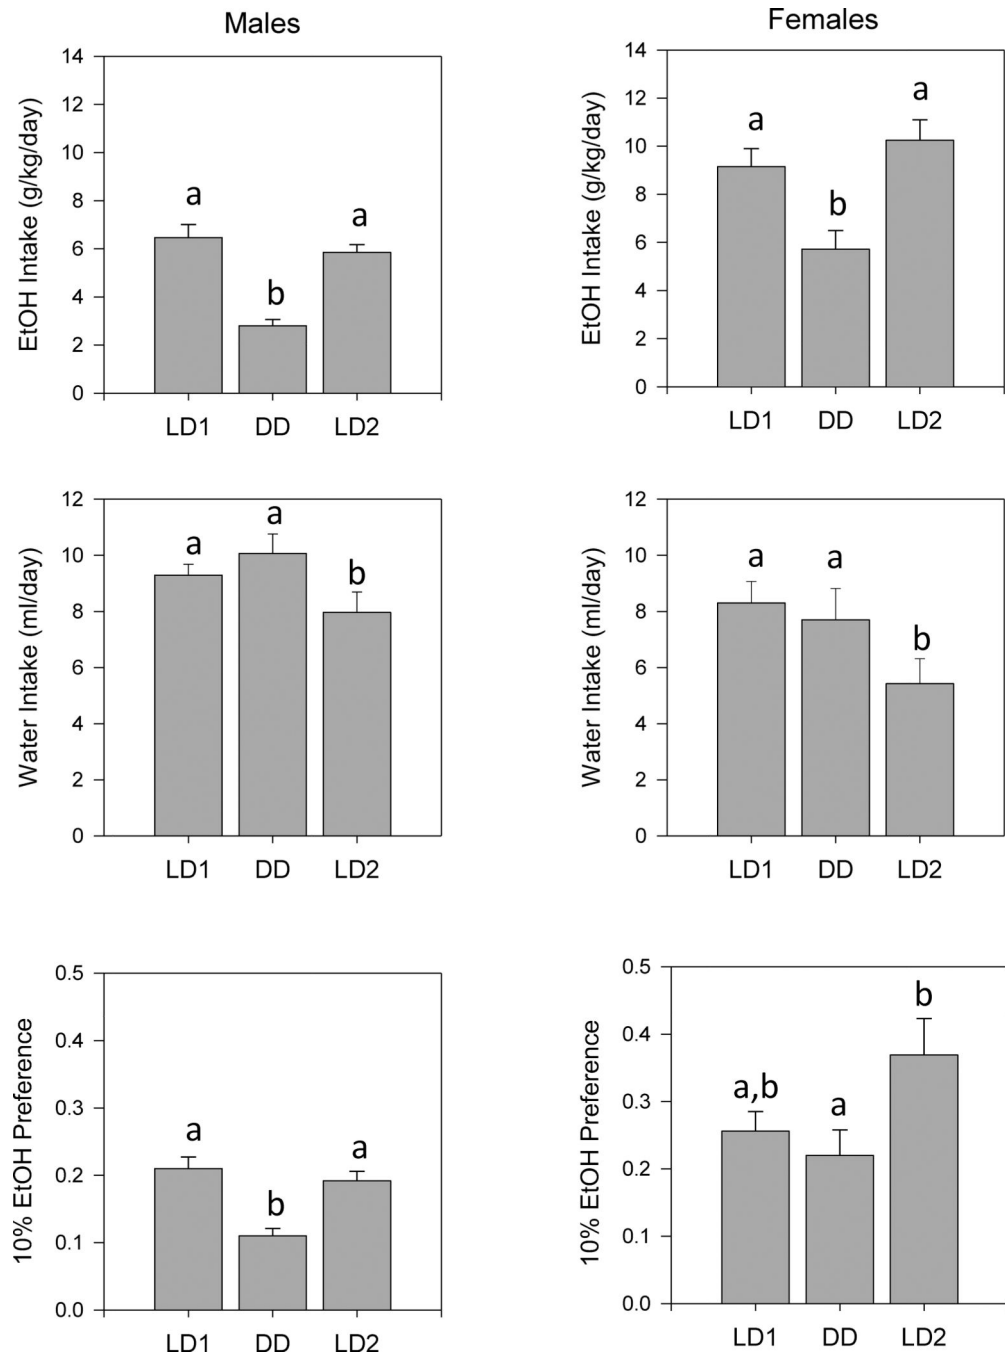 Males
EtOH Intake (g/kg/day)
14
12
10
8
6
4
2
0
a
b
a
LD1 DD LD2
Females
EtOH Intake (g/kg/day)
14
12
10
8
6
4
2
0
a
b
a
LD1 DD LD2
Water Intake (ml/day)
12
10
8
6
4
2
0
a
a
b
LD1 DD LD2
Water Intake (ml/day)
12
10
8
6
4
2
0
a
a
b
LD1 DD LD2
10% EtOH Preference
0.5
0.4
0.3
0.2
0.1
0.0
a
b
a
LD1 DD LD2
10% EtOH Preference
0.5
0.4
0.3
0.2
0.1
0.0
a,b
a
b
LD1 DD LD2